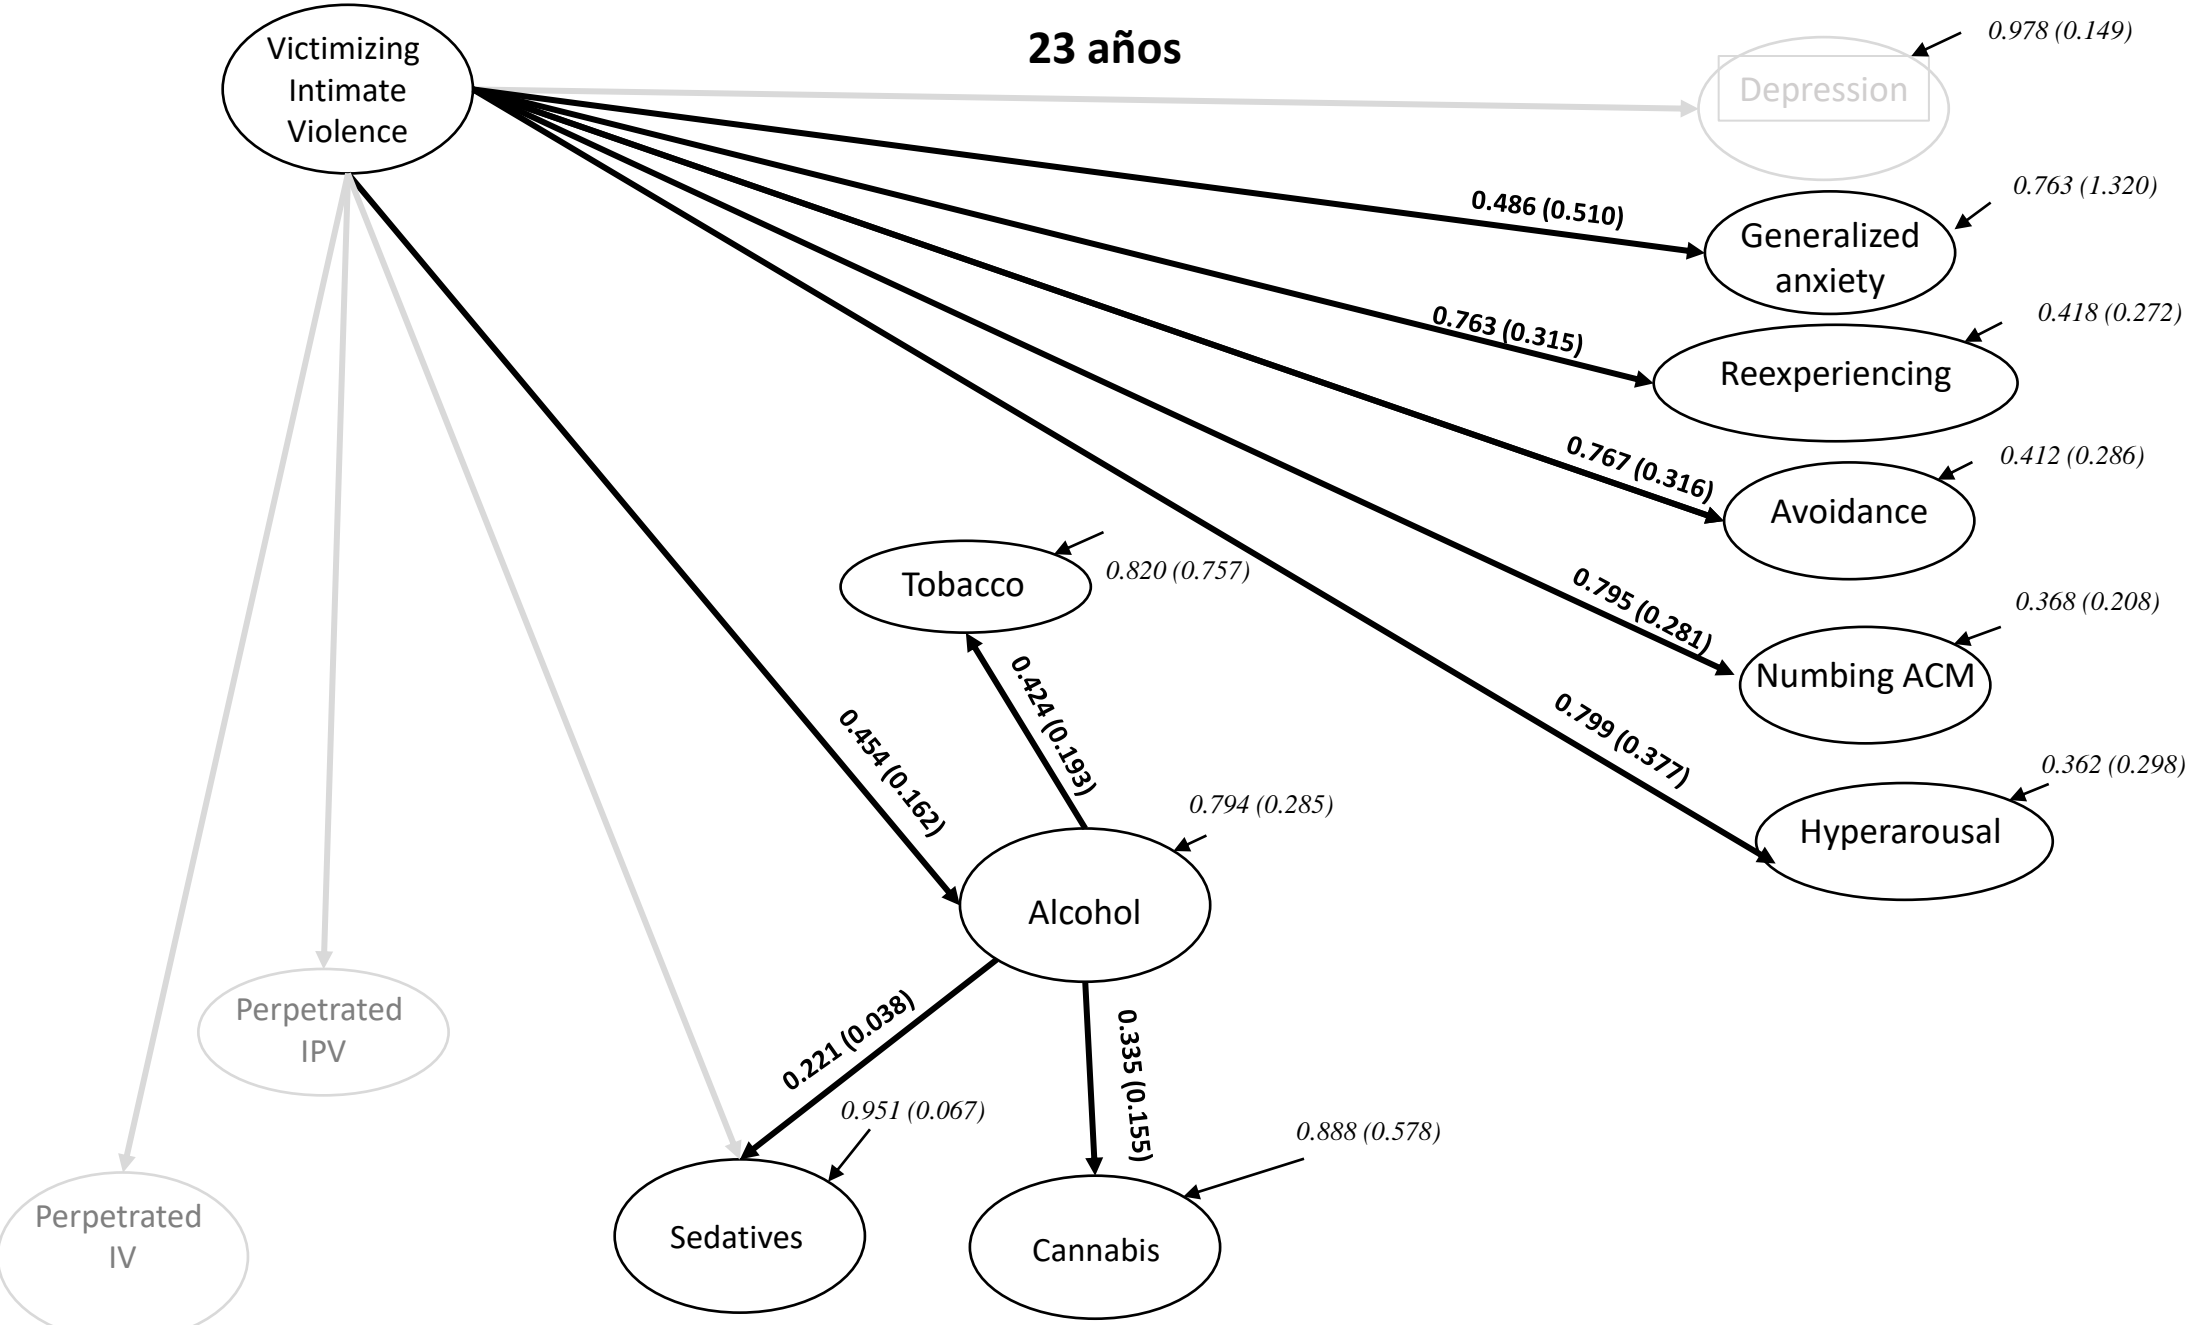 Victimizing
Intimate
Violence
23 años
0.978 (0.149)
Depression
0.763 (1.320)
0.486 (0.510)
Generalized
anxiety
0.418 (0.272)
0.763 (0.315)
Reexperiencing
0.412 (0.286)
0.767 (0.316)
Avoidance
0.820 (0.757)
Tobacco
0.368 (0.208)
0.795 (0.281)
Numbing ACM
0.424 (0.193)
0.799 (0.377)
0.362 (0.298)
Hyperarousal
0.454 (0.162)
0.794 (0.285)
Alcohol
Perpetrated
IPV
0.221 (0.038)
0.335 (0.155)
0.951 (0.067)
0.888 (0.578)
Perpetrated
IV
Sedatives
Cannabis